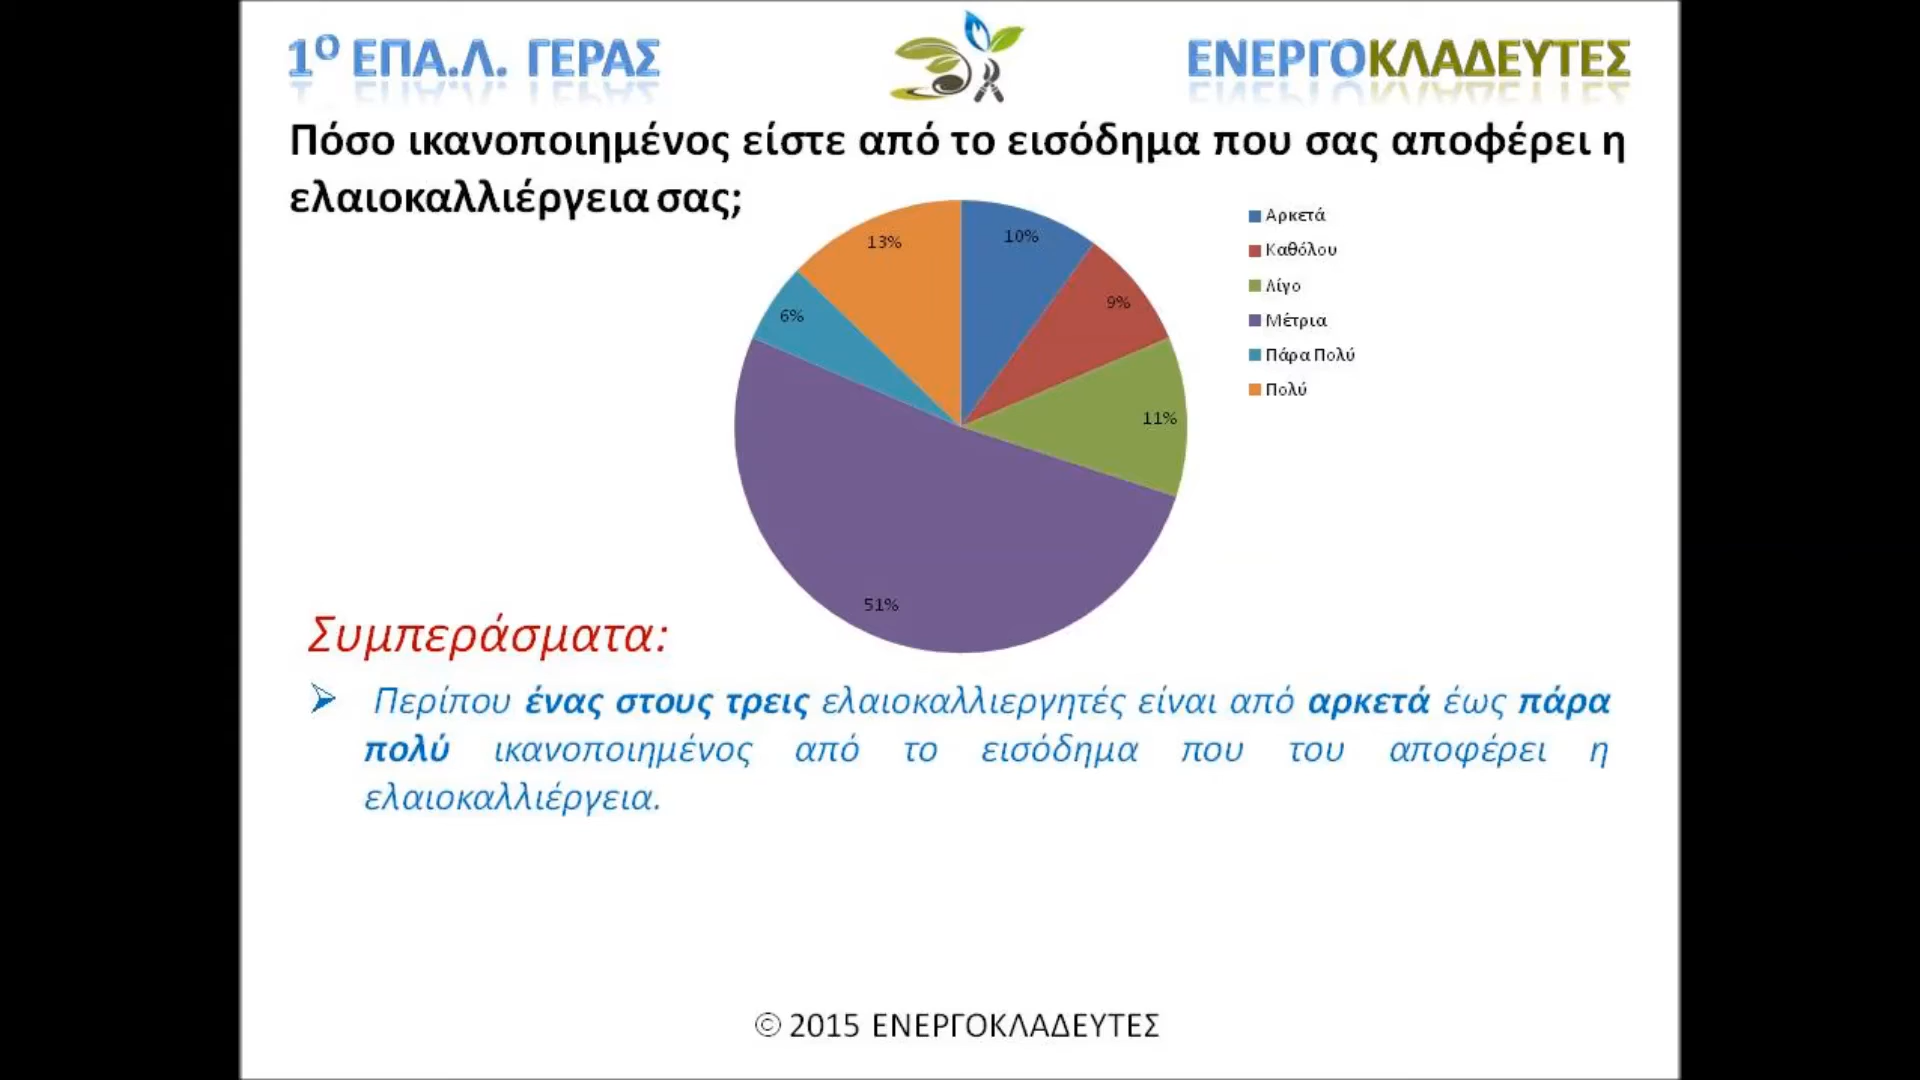 1Ο ΕΠΑ.Λ. ΓΕΡΑΣ
ΕΝΕΡΓΟΚΛΑΔΕΥΤΕΣ
Πόσο ικανοποιημένος είστε από το εισόδημα που σας αποφέρει η
ελαιοκαλλιέργεια σας;
13%
10%
9%
6%
11%
51%
Αρκετά
Καθόλου
Λίγο
Μέτρια
Πάρα Πολύ
Πολύ
Συμπεράσματα:
➢ Περίπου ένας στους τρεις ελαιοκαλλιεργητές είναι από αρκετά έως πάρα
πολύ ικανοποιημένος από το εισόδημα που του αποφέρει η
ελαιοκαλλιέργεια.
© 2015 ΕΝΕΡΓΟΚΛΑΔΕΥΤΕΣ